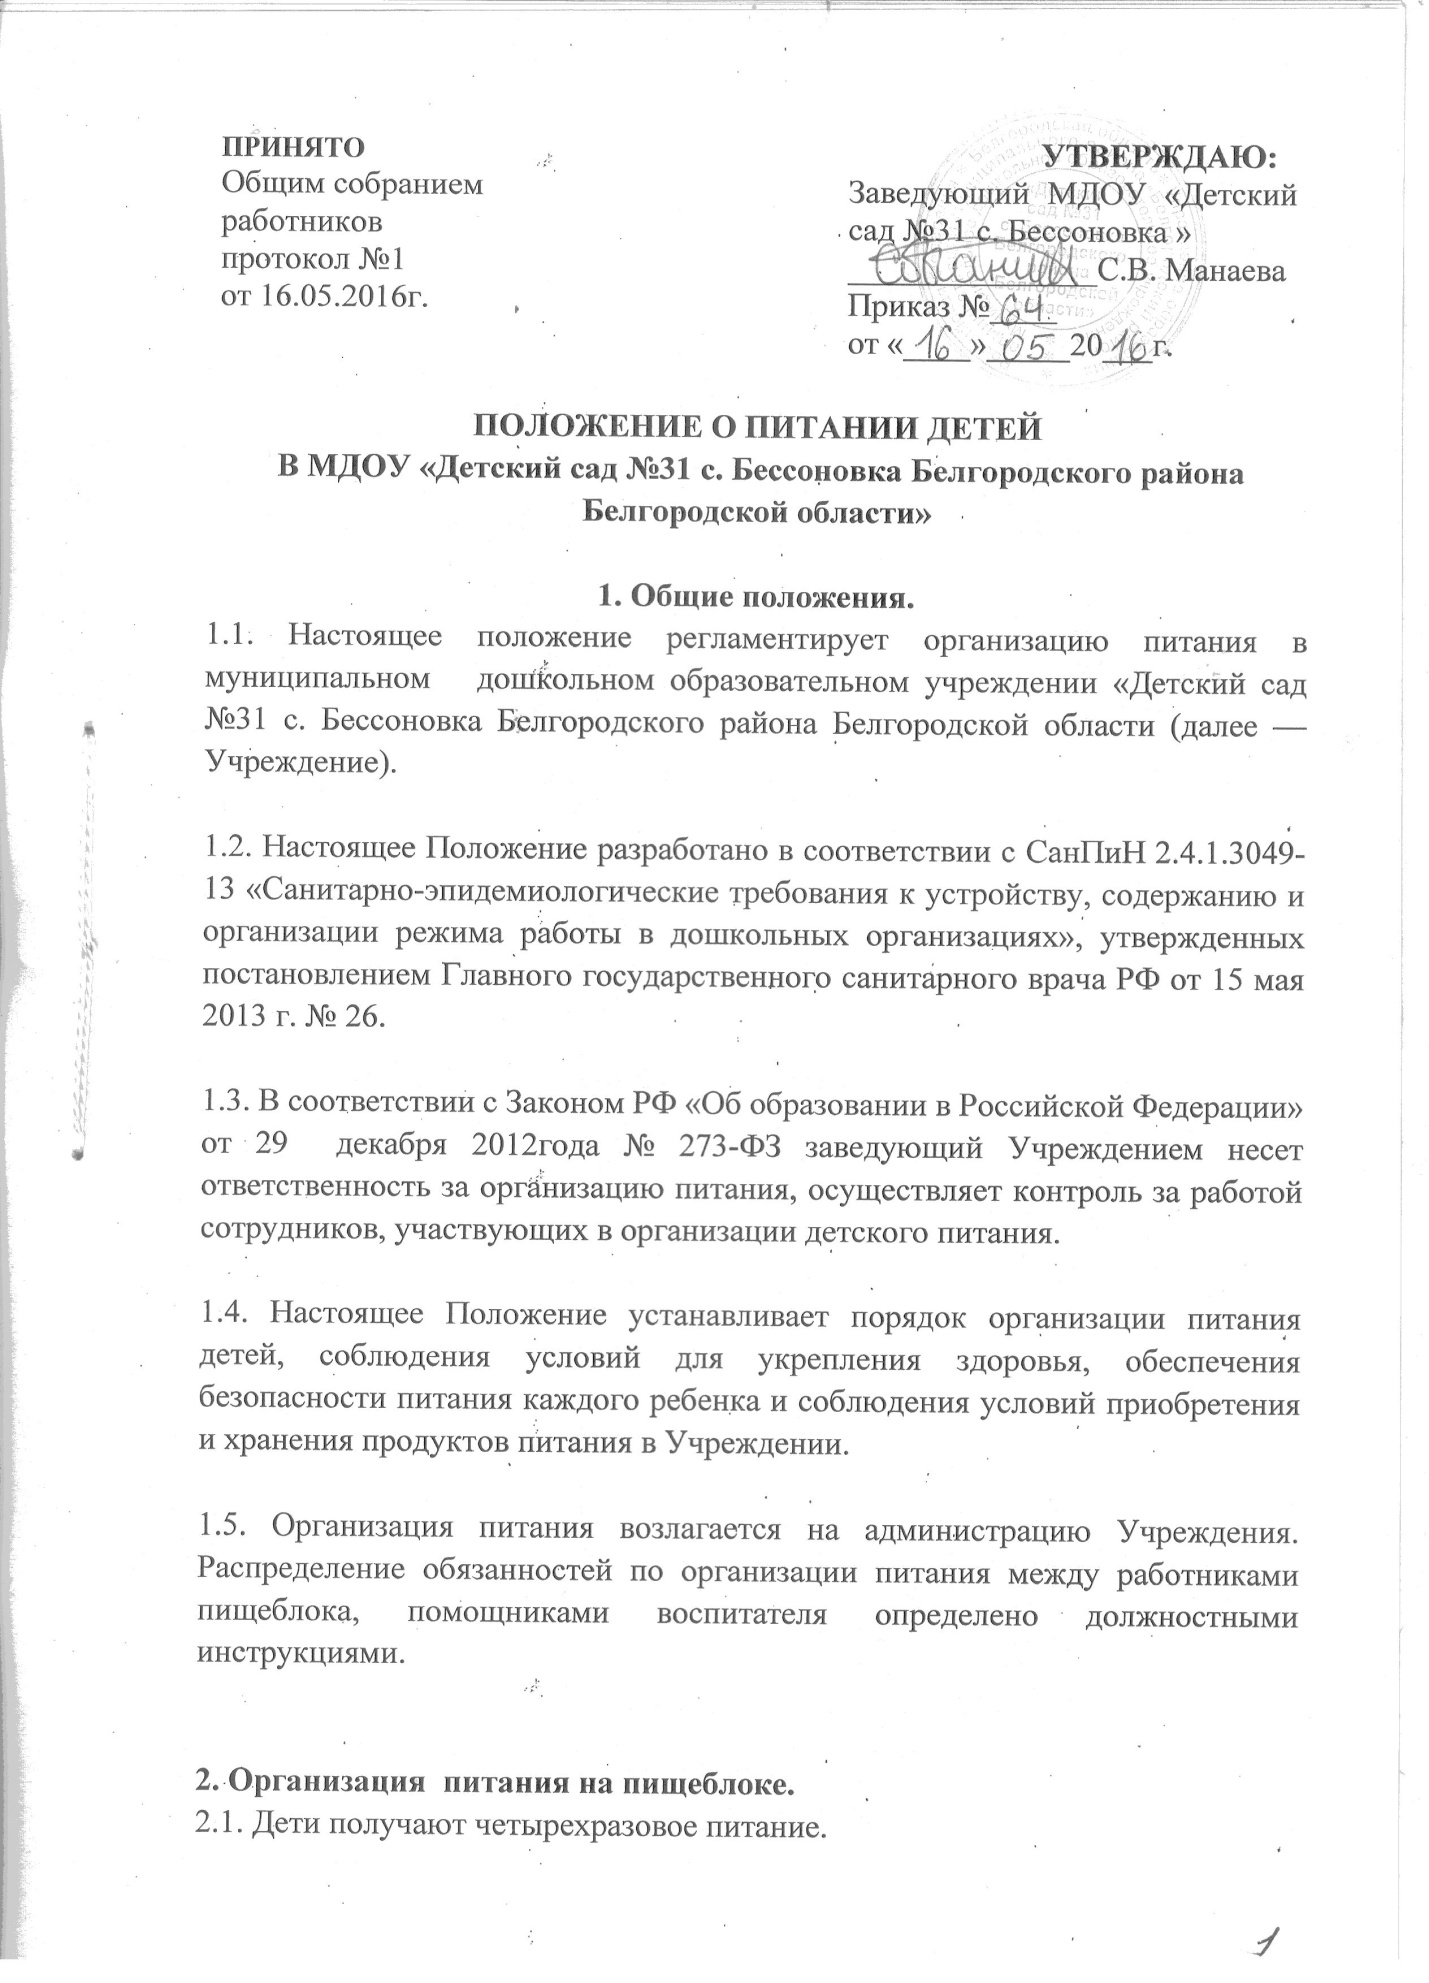 ПРИНЯТО
Общим собранием
работников
протокол №1
от 16.05.2016г.
УТВЕРЖДАЮ:
Заведующий МДОУ «Детский
сад №31 с. Бессоновка »
С.В. Манаева
Приказ № 64
от « 16 » 05 2016г.
ПОЛОЖЕНИЕ О ПИТАНИИ ДЕТЕЙ
В МДОУ «Детский сад №31 с. Бессоновка Белгородского района
Белгородской области»
1. Общие положения.
1.1. Настоящее положение регламентирует организацию питания в
муниципальном дошкольном образовательном учреждении «Детский сад
№31 с. Бессоновка Белгородского района Белгородской области (далее —
Учреждение).
1.2. Настоящее Положение разработано в соответствии с СанПиН 2.4.1.3049-
13 «Санитарно-эпидемиологические требования к устройству, содержанию и
организации режима работы в дошкольных организациях», утвержденных
постановлением Главного государственного санитарного врача РФ от 15 мая
2013 г. № 26.
1.3. В соответствии с Законом РФ «Об образовании в Российской Федерации»
от 29 декабря 2012года № 273-ФЗ заведующий Учреждением несет
ответственность за организацию питания, осуществляет контроль за работой
сотрудников, участвующих в организации детского питания.
1.4. Настоящее Положение устанавливает порядок организации питания
детей, соблюдения условий для укрепления здоровья, обеспечения
безопасности питания каждого ребенка и соблюдения условий приобретения
и хранения продуктов питания в Учреждении.
1.5. Организация питания возлагается на администрацию Учреждения.
Распределение обязанностей по организации питания между работниками
пищеблока, помощниками воспитателя определено должностными
инструкциями.
2. Организация питания на пищеблоке.
2.1. Дети получают четырехразовое питание.
1